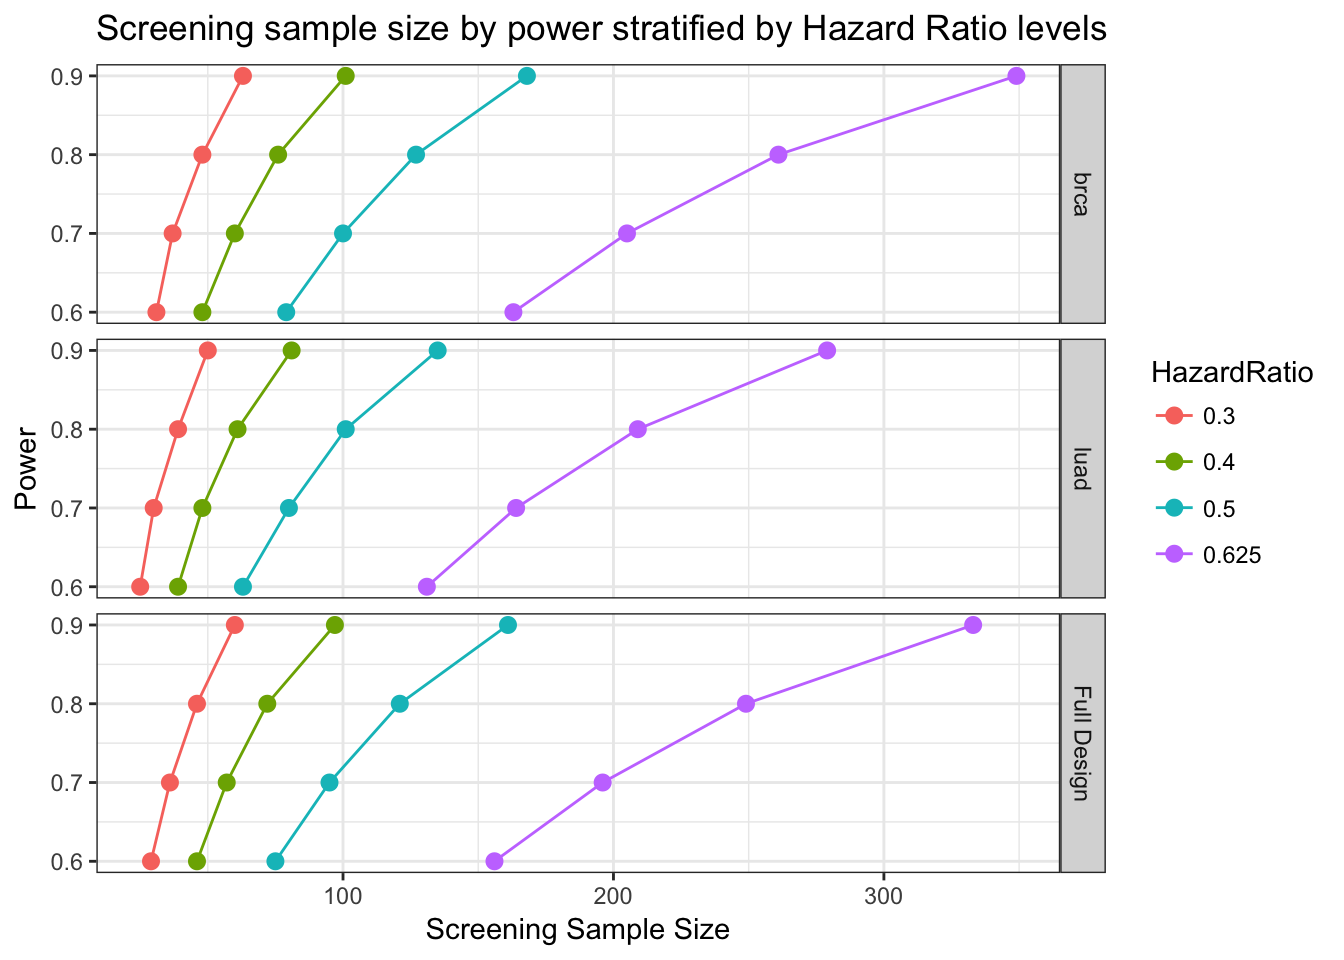 Screening sample size by power stratified by Hazard Ratio levels
0.9
0.8
0.7
0.6
brca
0.9
0.8
0.7
0.6
luad
0.9
0.8
0.7
0.6
Full Design
Power
100
200
300
Screening Sample Size
HazardRatio
0.3
0.4
0.5
0.625